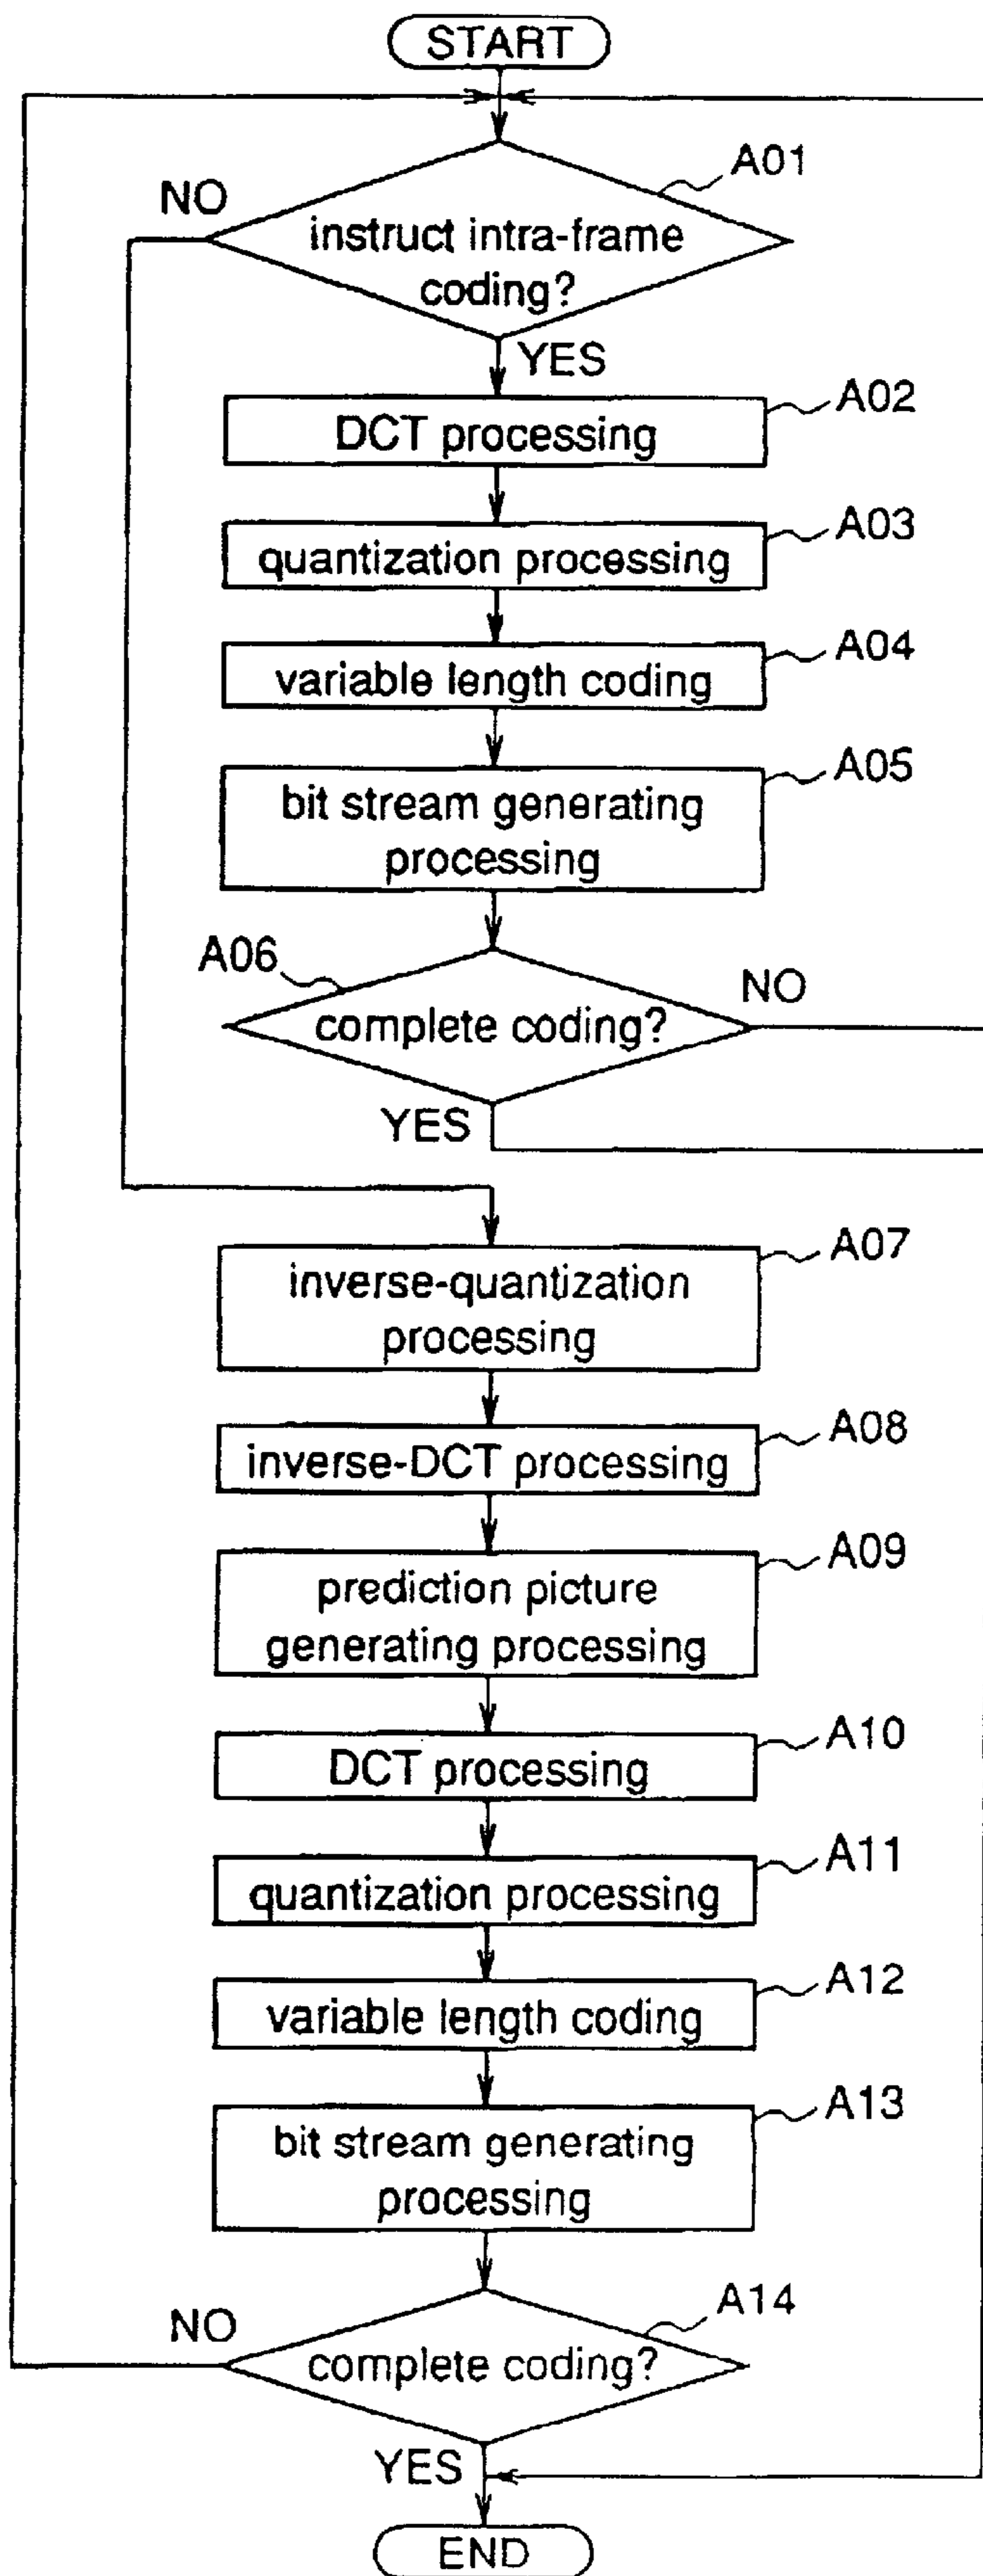 START
A01
NO
instruct intra-frame
coding?
YES
A02
DCT processing
A03
quantization processing
A04
variable length coding
A05
bit stream generating
processing
A06
NO
complete coding?
YES
A07
inverse-quantization
processing
A08
inverse-DCT processing
A09
prediction picture
generating processing
A10
DCT processing
A11
quantization processing
A12
variable length coding
A13
bit stream generating
processing
A14
NO
complete coding?
YES
END